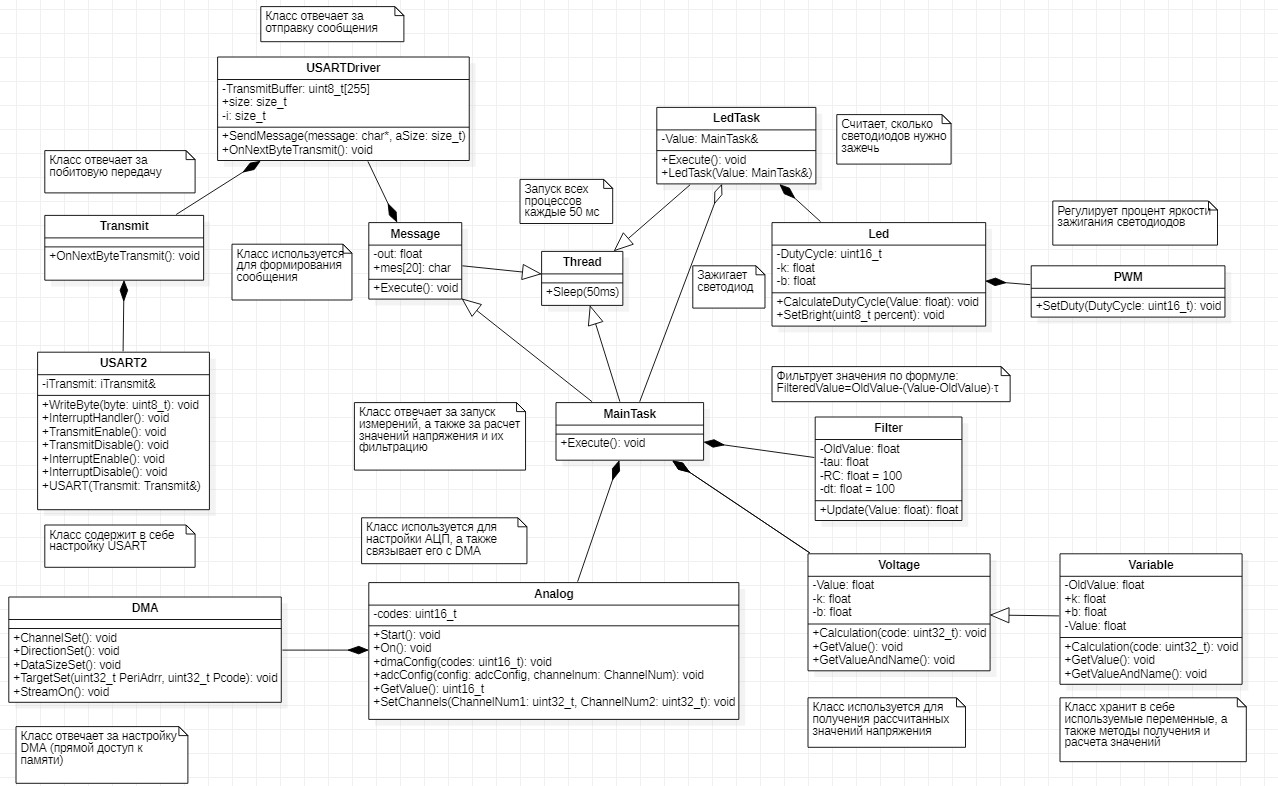 Класс отвечает за
отправку сообщения
USARTDriver
-TransmitBuffer: uint8_t[255]
+size: size_t
-i: size_t
+SendMessage(message: char*, aSize: size_t)
+OnNextByteTransmit(): void
LedTask
-Value: MainTask&
+Execute(): void
+LedTask(Value: MainTask&)
Считает, сколько
светодиодов нужно
зажечь
Класс отвечает за
побитовую передачу
Transmit
+OnNextByteTransmit(): void
Класс используется
для формирования
сообщения
Message
-out: float
+mes[20]: char
+Execute(): void
Запуск всех
процессов
каждые 50 мс
Thread
+Sleep(50ms)
Зажигает
светодиод
Led
-DutyCycle: uint16_t
-k: float
-b: float
+CalculateDutyCycle(Value: float): void
+SetBright(uint8_t percent): void
Регулирует процент яркости
зажигания светодиодов
PWM
+SetDuty(DutyCycle: uint16_t): void
USART2
-iTransmit: iTransmit&
+WriteByte(byte: uint8_t): void
+InterruptHandler(): void
+TransmitEnable(): void
+TransmitDisable(): void
+InterruptEnable(): void
+InterruptDisable(): void
+USART(Transmit: Transmit&)
Класс содержит в себе
настройку USART
Класс отвечает за запуск
измерений, а также за расчет
значений напряжения и их
фильтрацию
MainTask
+Execute(): void
Фильтрует значения по формуле:
FilteredValue=OldValue-(Value-OldValue)·τ
Filter
-OldValue: float
-tau: float
-RC: float = 100
-dt: float = 100
+Update(Value: float): float
Класс используется для
настройки АЦП, а также
связывает его с DMA
DMA
+ChannelSet(): void
+DirectionSet(): void
+DataSizeSet(): void
+TargetSet(uint32_t PeriAdrr, uint32_t Pcode): void
+StreamOn(): void
Класс отвечает за настройку
DMA (прямой доступ к
памяти)
Analog
-codes: uint16_t
+Start(): void
+On(): void
+dmaConfig(codes: uint16_t): void
+adcConfig(config: adcConfig, channelnum: ChannelNum): void
+GetValue(): uint16_t
+SetChannels(ChannelNum1: uint32_t, ChannelNum2: uint32_t): void
Voltage
-Value: float
-k: float
-b: float
+Calculation(code: uint32_t): void
+GetValue(): void
+GetValueAndName(): void
Класс используется для
получения рассчитанных
значений напряжения
Variable
-OldValue: float
+k: float
+b: float
-Value: float
+Calculation(code: uint32_t): void
+GetValue(): void
+GetValueAndName(): void
Класс хранит в себе
используемые переменные, а
также методы получения и
расчета значений